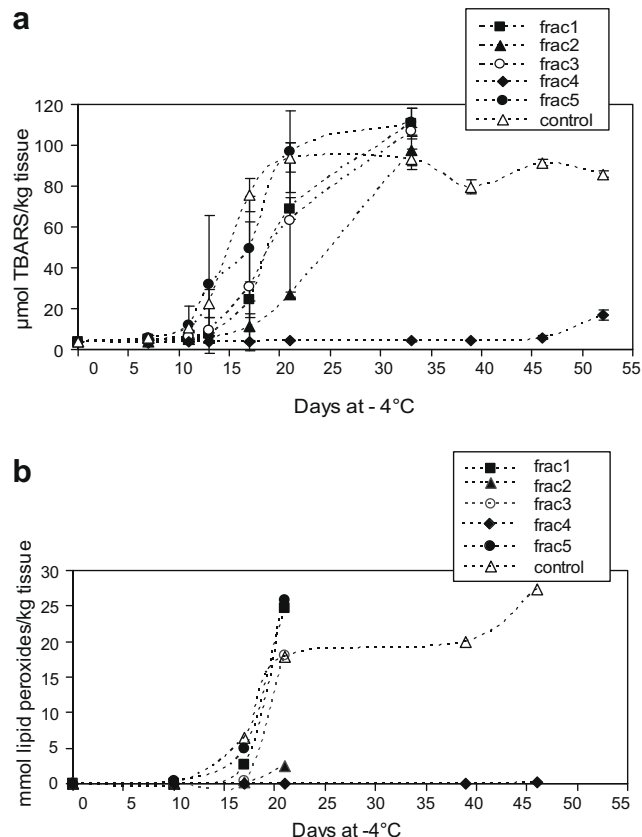 a
frac1
frac2
frac3
frac4
frac5
control
120
100
80
60
40
20
0
µmol TBARS/kg tissue
0 5 10 15 20 25 30 35 40 45 50 55
Days at - 4°C
b
frac1
frac2
frac3
frac4
frac5
control
30
25
20
15
10
5
0
mmol lipid peroxides/kg tissue
0 5 10 15 20 25 30 35 40 45 50 55
Days at -4°C